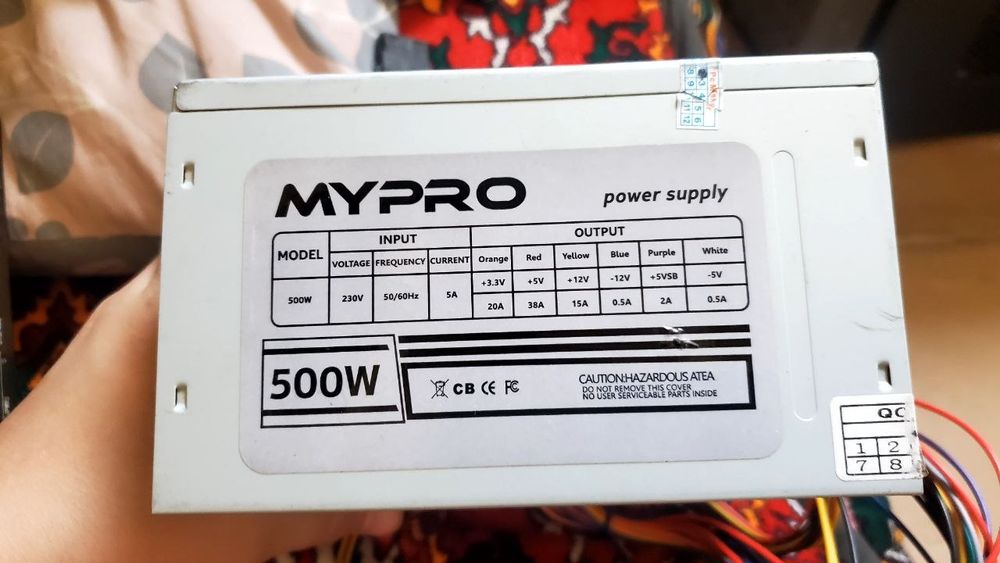 MYPRO
power supply
MODEL INPUT OUTPUT
VOLTAGE FREQUENCY CURRENT Orange Red Yellow Blue Purple White
500W 230V 50/60Hz 5A +3.3V +5V +12V -12V +5VSB -5V
20A 38A 15A 0.5A 2A 0.5A
500W
CB CE FC
CAUTION:HAZARDOUS ATEA
DO NOT REMOVE THIS COVER
NO USER SERVICEABLE PARTS INSIDE
QC
1 2
7 8